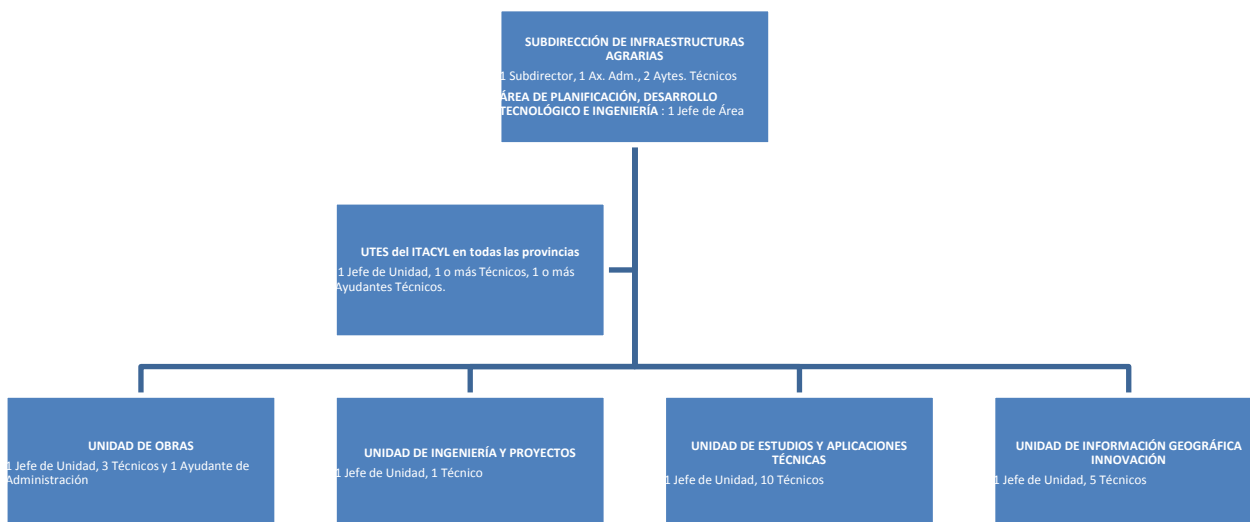 SUBDIRECCIÓN DE INFRAESTRUCTURAS
AGRARIAS
1 Subdirector, 1 Ax. Adm., 2 Aytes. Técnicos
ÁREA DE PLANIFICACIÓN, DESARROLLO
TECNOLÓGICO E INGENIERÍA : 1 Jefe de Área
UTES del ITACYL en todas las provincias
1 Jefe de Unidad, 1 o más Técnicos, 1 o más
Ayudantes Técnicos.
UNIDAD DE OBRAS
1 Jefe de Unidad, 3 Técnicos y 1 Ayudante de
Administración
UNIDAD DE INGENIERÍA Y PROYECTOS
1 Jefe de Unidad, 1 Técnico
UNIDAD DE ESTUDIOS Y APLICACIONES
TÉCNICAS
1 Jefe de Unidad, 10 Técnicos
UNIDAD DE INFORMACIÓN GEOGRÁFICA
INNOVACIÓN
1 Jefe de Unidad, 5 Técnicos